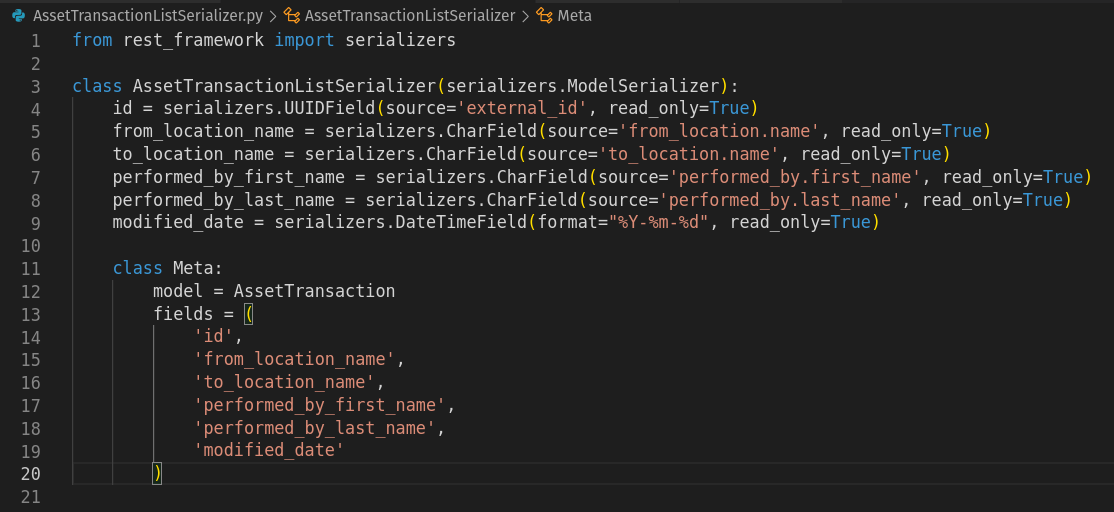 AssetTransactionListSerializer.py > AssetTransactionListSerializer > Meta
1 from rest_framework import serializers
2
3 class AssetTransactionListSerializer(serializers.ModelSerializer):
4     id = serializers.UUIDField(source='external_id', read_only=True)
5     from_location_name = serializers.CharField(source='from_location.name', read_only=True)
6     to_location_name = serializers.CharField(source='to_location.name', read_only=True)
7     performed_by_first_name = serializers.CharField(source='performed_by.first_name', read_only=True)
8     performed_by_last_name = serializers.CharField(source='performed_by.last_name', read_only=True)
9     modified_date = serializers.DateTimeField(format="%Y-%m-%d", read_only=True)
10
11     class Meta:
12         model = AssetTransaction
13         fields = (
14             'id',
15             'from_location_name',
16             'to_location_name',
17             'performed_by_first_name',
18             'performed_by_last_name',
19             'modified_date'
20         )
21